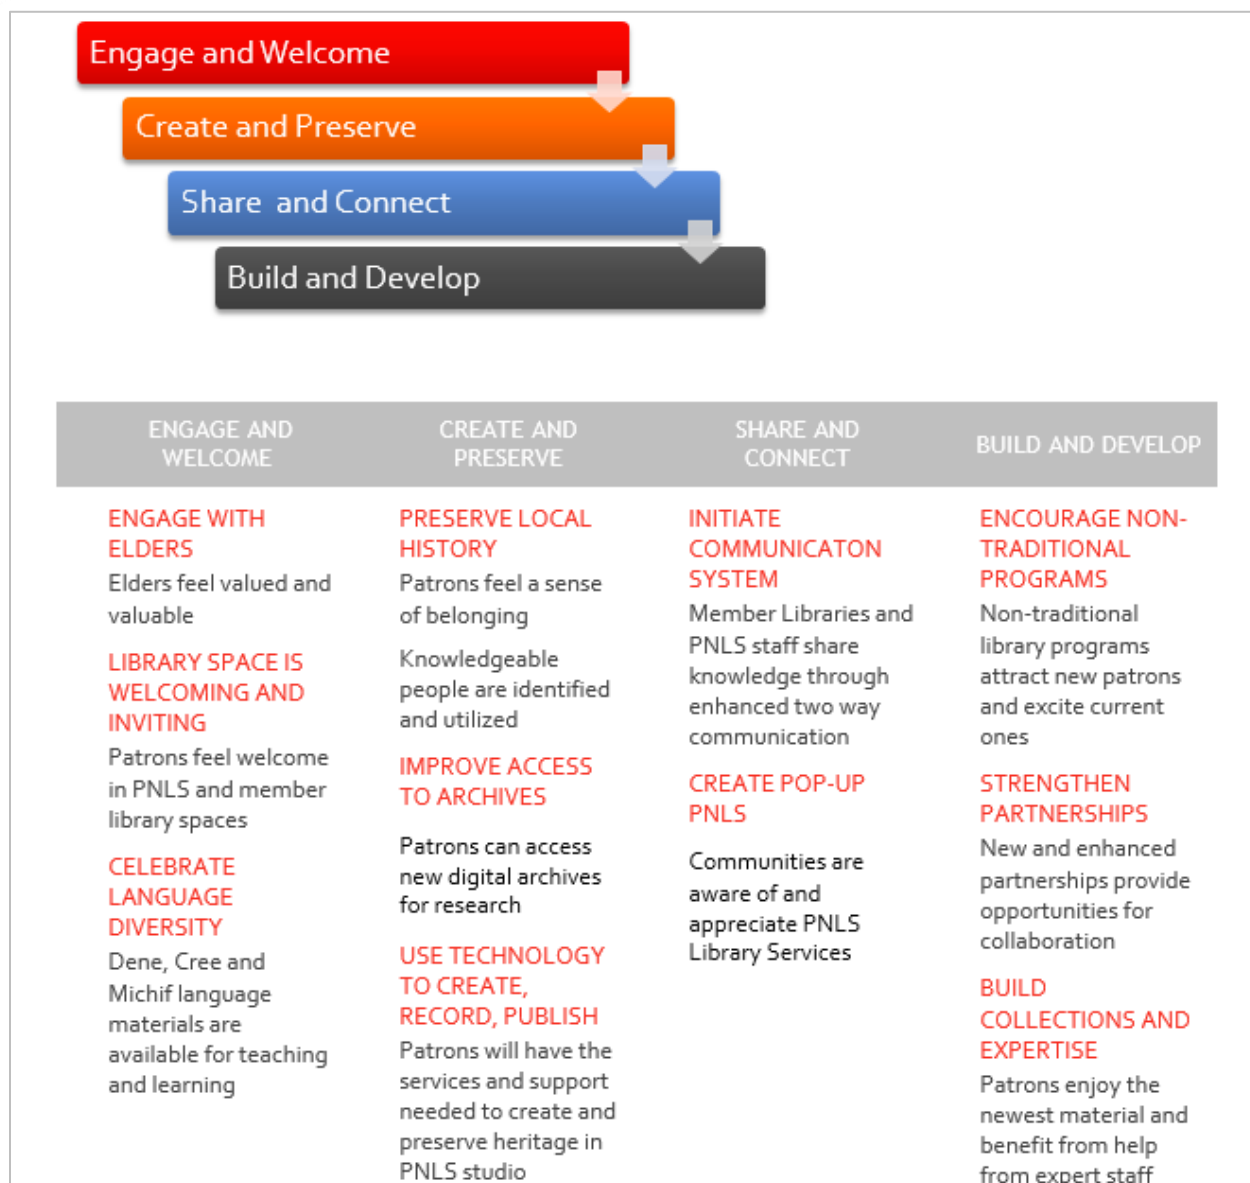 Engage and Welcome
Create and Preserve
Share and Connect
Build and Develop
ENGAGE AND
WELCOME
CREATE AND
PRESERVE
SHARE AND
CONNECT
BUILD AND DEVELOP
ENGAGE WITH
ELDERS
Elders feel valued and
valuable
LIBRARY SPACE IS
WELCOMING AND
INVITING
Patrons feel welcome
in PNLS and member
library spaces
CELEBRATE
LANGUAGE
DIVERSITY
Dene, Cree and
Michif language
materials are
available for teaching
and learning
PRESERVE LOCAL
HISTORY
Patrons feel a sense
of belonging
Knowledgeable
people are identified
and utilized
IMPROVE ACCESS
TO ARCHIVES
Patrons can access
new digital archives
for research
USE TECHNOLOGY
TO CREATE,
RECORD, PUBLISH
Patrons will have the
services and support
needed to create and
preserve heritage in
PNLS studio
INITIATE
COMMUNICATON
SYSTEM
Member Libraries and
PNLS staff share
knowledge through
enhanced two way
communication
CREATE POP-UP
PNLS
Communities are
aware of and
appreciate PNLS
Library Services
ENCOURAGE NON-
TRADITIONAL
PROGRAMS
Non-traditional
library programs
attract new patrons
and excite current
ones
STRENGTHEN
PARTNERSHIPS
New and enhanced
partnerships provide
opportunities for
collaboration
BUILD
COLLECTIONS AND
EXPERTISE
Patrons enjoy the
newest material and
benefit from help
from expert staff